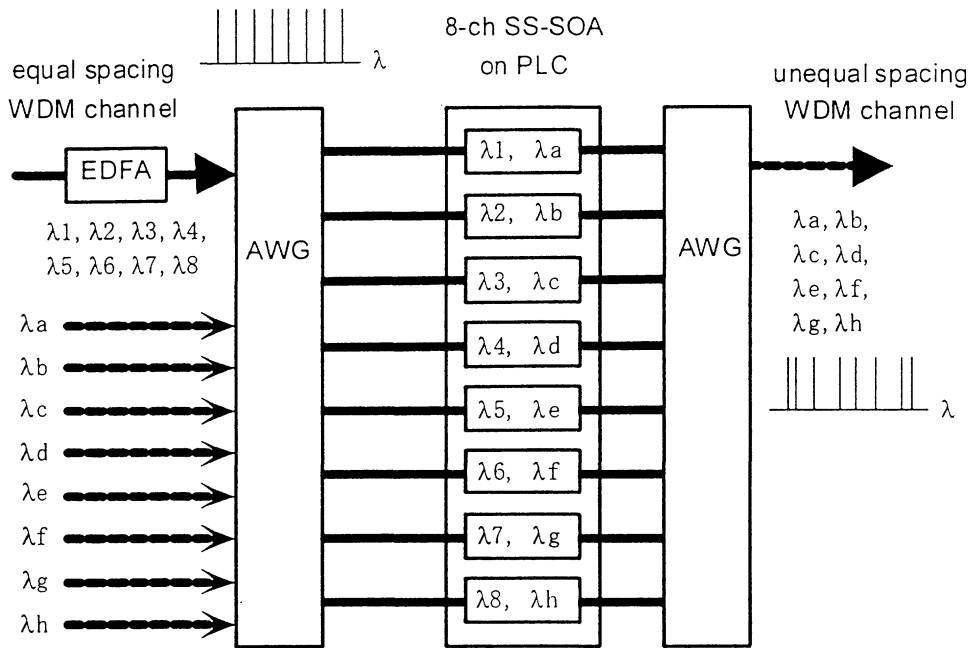 8-ch SS-SOA
on PLC
λ
equal spacing
WDM channel
unequal spacing
WDM channel
EDFA
λ1, λ2, λ3, λ4,
λ5, λ6, λ7, λ8
AWG
λa
λb
λc
λd
λe
λf
λg
λh
λ1, λa
λ2, λb
λ3, λc
λ4, λd
λ5, λe
λ6, λf
λ7, λg
λ8, λh
AWG
λa, λb,
λc, λd,
λe, λf,
λg, λh
λ